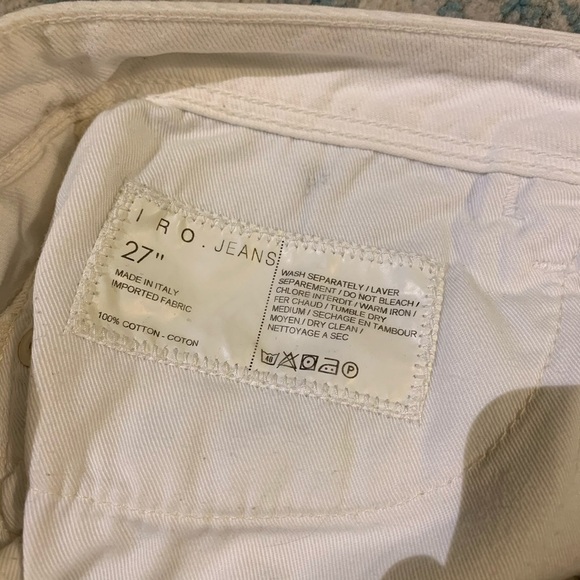 IRO.JEANS
27"
MADE IN ITALY
IMPORTED FABRIC
100% COTTON - COTON
WASH SEPARATELY / LAVER
SEPAREMENT / DO NOT BLEACH /
CHLORE INTERDIT / WARM IRON /
FER CHAUD / TUMBLE DRY
MEDIUM / SECHAGE EN TAMBOUR
MOYEN / DRY CLEAN /
NETTOYAGE A SEC
40 P